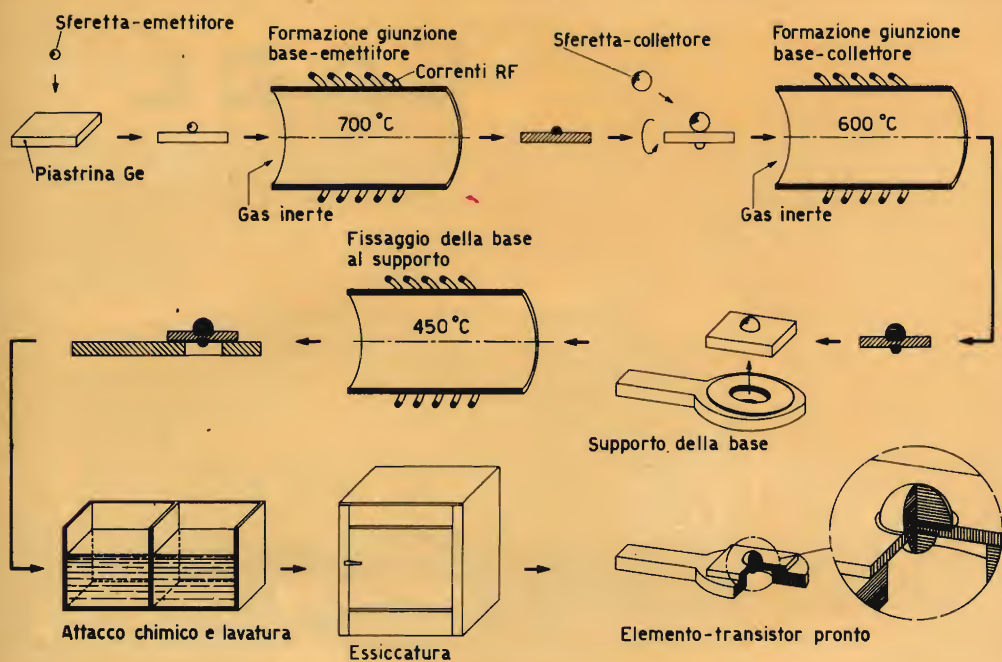 Sferetta-emettitore
Formazione giunzione
base-emettitore
Correnti RF
Sferetta-collettore
Formazione giunzione
base-collettore
700 °C
600 °C
Piastrina Ge
Gas inerte
Gas inerte
Fissaggio della base
al supporto
450 °C
Supporto della base
Attacco chimico e lavatura
Essiccatura
Elemento-transistor pronto